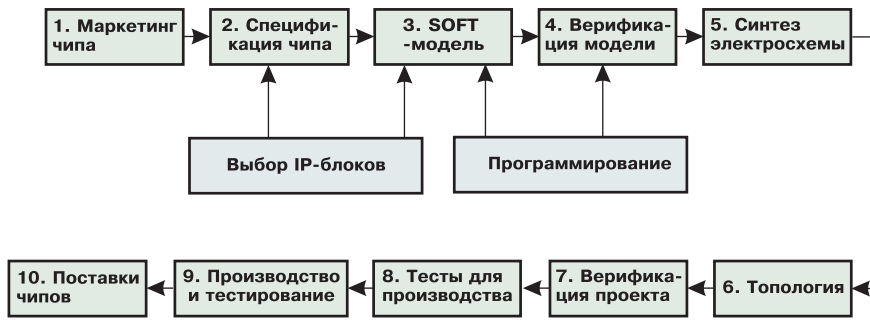 1. Маркетинг
чипа
2. Специфи-
кация чипа
3. SOFT
-модель
4. Верифика-
ция модели
5. Синтез
электросхемы
Выбор IP-блоков
Программирование
10. Поставки
чипов
9. Производство
и тестирование
8. Тесты для
производства
7. Верифика-
ция проекта
6. Топология